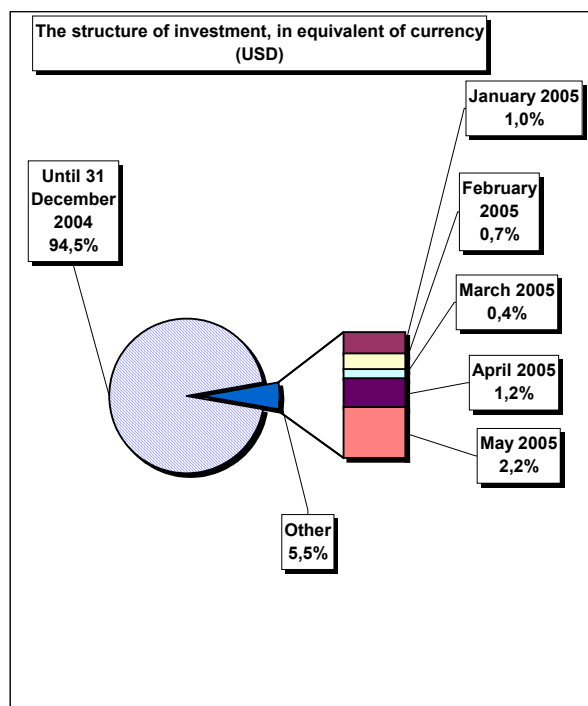 The structure of investment, in equivalent of currency
(USD)
January 2005
1,0%
Until 31
December
2004
94,5%
February
2005
0,7%
March 2005
0,4%
April 2005
1,2%
May 2005
2,2%
Other
5,5%